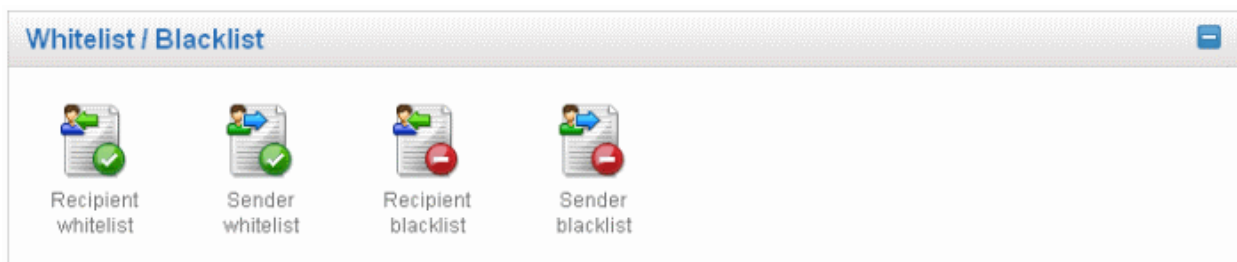 Whitelist / Blacklist
Recipient whitelist
Sender whitelist
Recipient blacklist
Sender blacklist